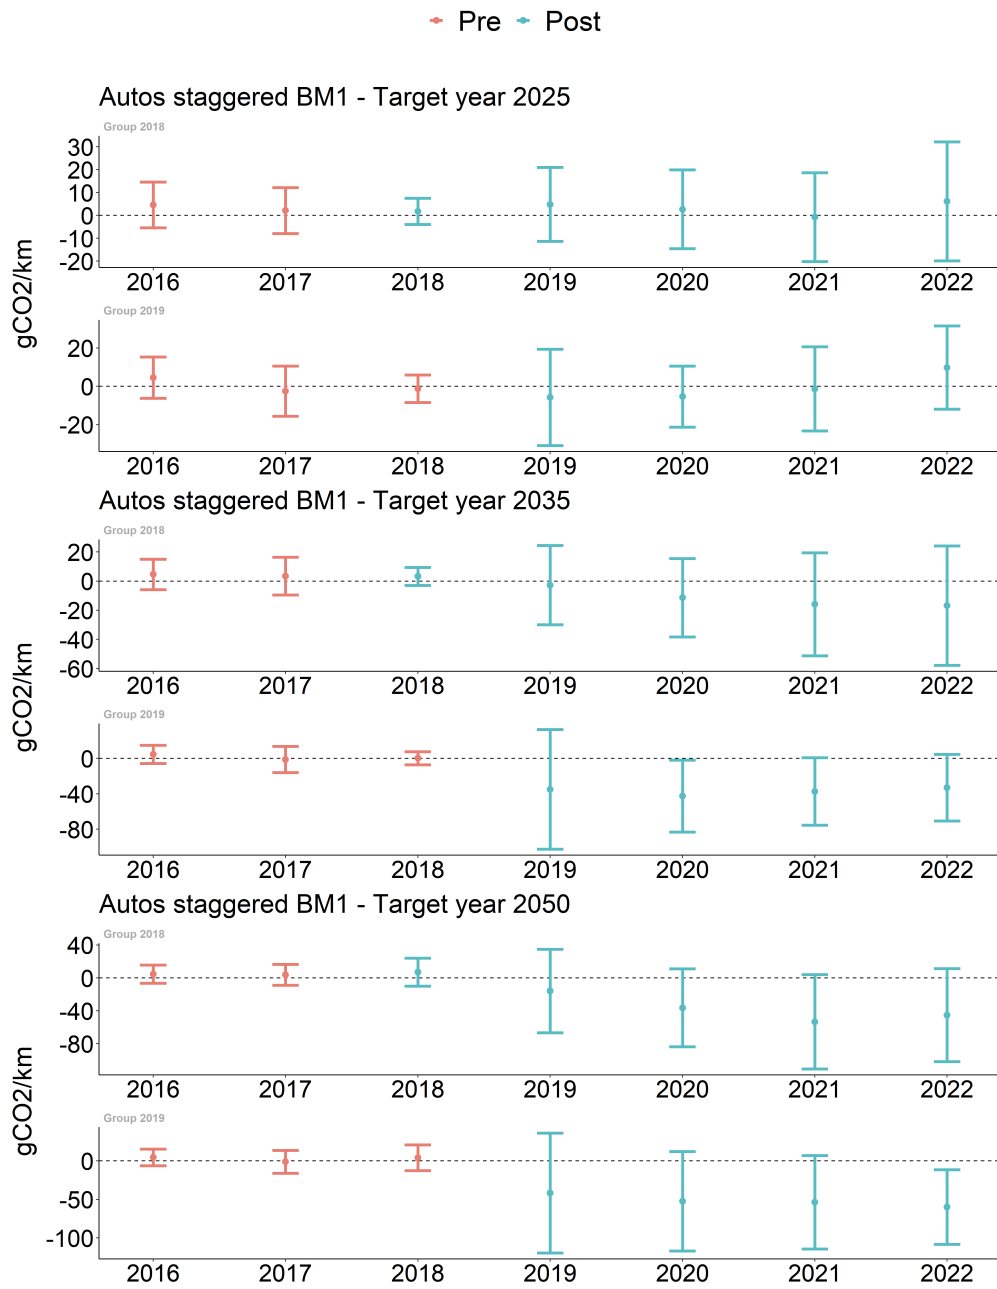 Pre Post
Autos staggered BM1 - Target year 2025
Group 2018
30
20
10
0
-10
-20
2016 2017 2018 2019 2020 2021 2022
gCO2/km
Group 2019
20
0
-20
2016 2017 2018 2019 2020 2021 2022
Autos staggered BM1 - Target year 2035
Group 2018
20
0
-20
-40
-60
2016 2017 2018 2019 2020 2021 2022
gCO2/km
Group 2019
0
-40
-80
2016 2017 2018 2019 2020 2021 2022
Autos staggered BM1 - Target year 2050
Group 2018
40
0
-40
-80
2016 2017 2018 2019 2020 2021 2022
gCO2/km
Group 2019
0
-50
-100
2016 2017 2018 2019 2020 2021 2022